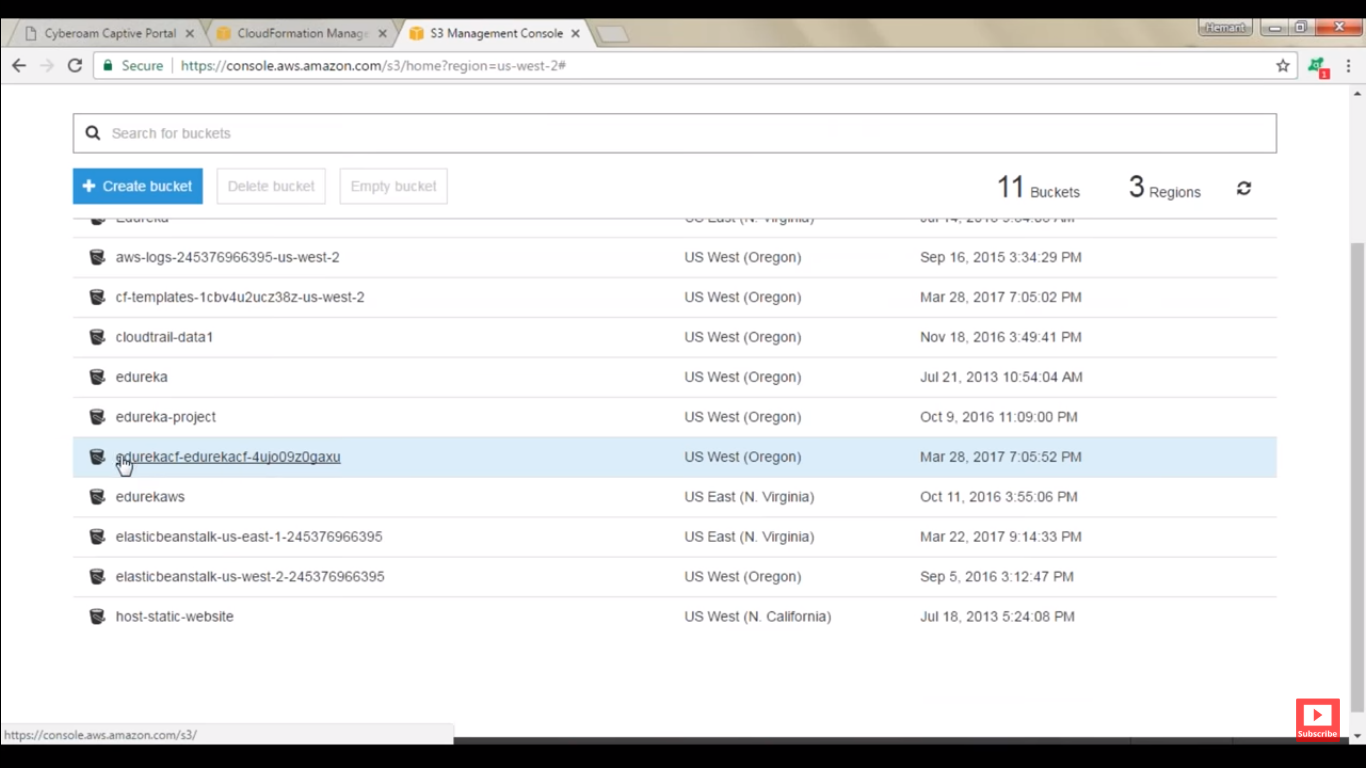 Cyberoam Captive Portal
CloudFormation Manage
S3 Management Console
Hemant
Secure https://console.aws.amazon.com/s3/home?region=us-west-2#
1
Search for buckets
Create bucket Delete bucket Empty bucket 11 Buckets 3 Regions
Edureka US East (N. Virginia)
aws-logs-245376966395-us-west-2 US West (Oregon) Sep 16, 2015 3:34:29 PM
cf-templates-1cbv4u2ucz38z-us-west-2 US West (Oregon) Mar 28, 2017 7:05:02 PM
cloudtrail-data1 US West (Oregon) Nov 18, 2016 3:49:41 PM
edureka US West (Oregon) Jul 21, 2013 10:54:04 AM
edureka-project US West (Oregon) Oct 9, 2016 11:09:00 PM
edurekacf-edurekacf-4ujo09z0gaxu US West (Oregon) Mar 28, 2017 7:05:52 PM
edurekaws US East (N. Virginia) Oct 11, 2016 3:55:06 PM
elasticbeanstalk-us-east-1-245376966395 US East (N. Virginia) Mar 22, 2017 9:14:33 PM
elasticbeanstalk-us-west-2-245376966395 US West (Oregon) Sep 5, 2016 3:12:47 PM
host-static-website US West (N. California) Jul 18, 2013 5:24:08 PM
Subscribe
https://console.aws.amazon.com/s3/